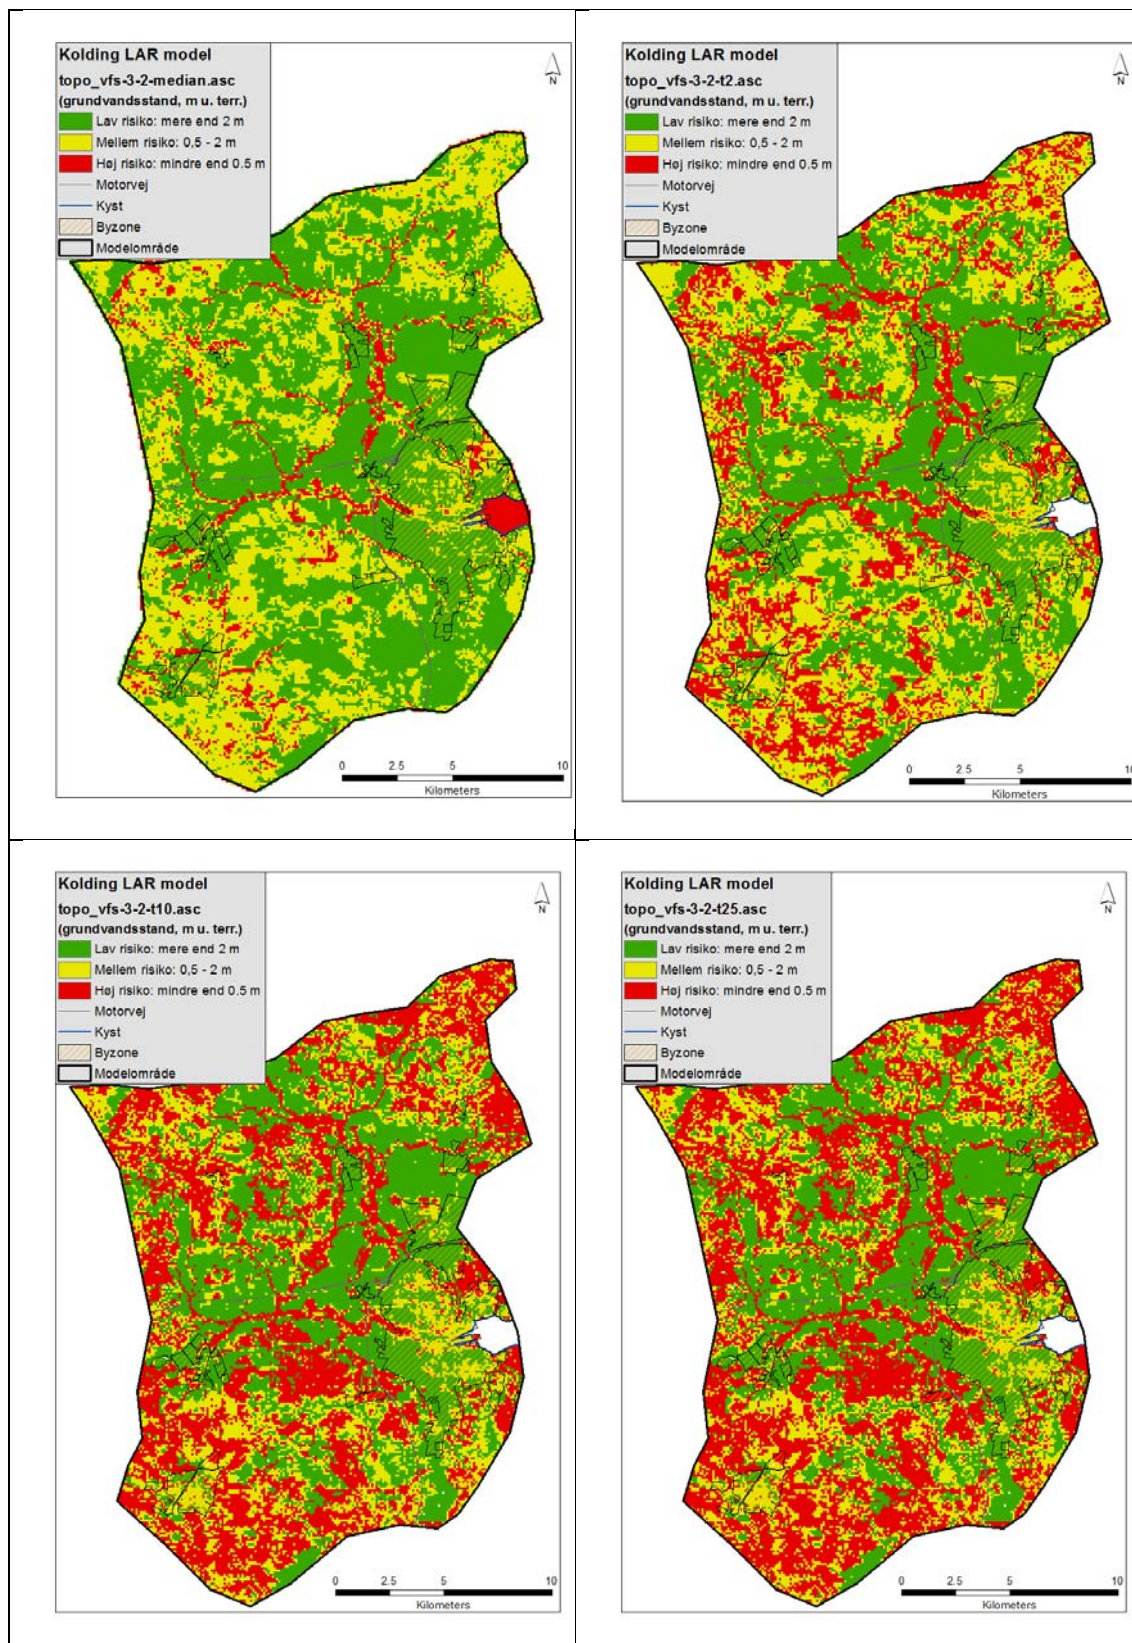 Kolding LAR model
topo_vfs-3-2-median.asc
(grundvandsstand, m u. terr.)
Lav risiko: mere end 2 m
Mellem risiko: 0,5 - 2 m
Høj risiko: mindre end 0.5 m
Motorvej
Kyst
Byzone
Modelområde
N
0 2.5 5 10
Kilometers
Kolding LAR model
topo_vfs-3-2-t2.asc
(grundvandsstand, m u. terr.)
Lav risiko: mere end 2 m
Mellem risiko: 0,5 - 2 m
Høj risiko: mindre end 0.5 m
Motorvej
Kyst
Byzone
Modelområde
N
0 2.5 5 10
Kilometers
Kolding LAR model
topo_vfs-3-2-t10.asc
(grundvandsstand, m u. terr.)
Lav risiko: mere end 2 m
Mellem risiko: 0,5 - 2 m
Høj risiko: mindre end 0.5 m
Motorvej
Kyst
Byzone
Modelområde
N
0 2.5 5 10
Kilometers
Kolding LAR model
topo_vfs-3-2-t25.asc
(grundvandsstand, m u. terr.)
Lav risiko: mere end 2 m
Mellem risiko: 0,5 - 2 m
Høj risiko: mindre end 0.5 m
Motorvej
Kyst
Byzone
Modelområde
N
0 2.5 5 10
Kilometers